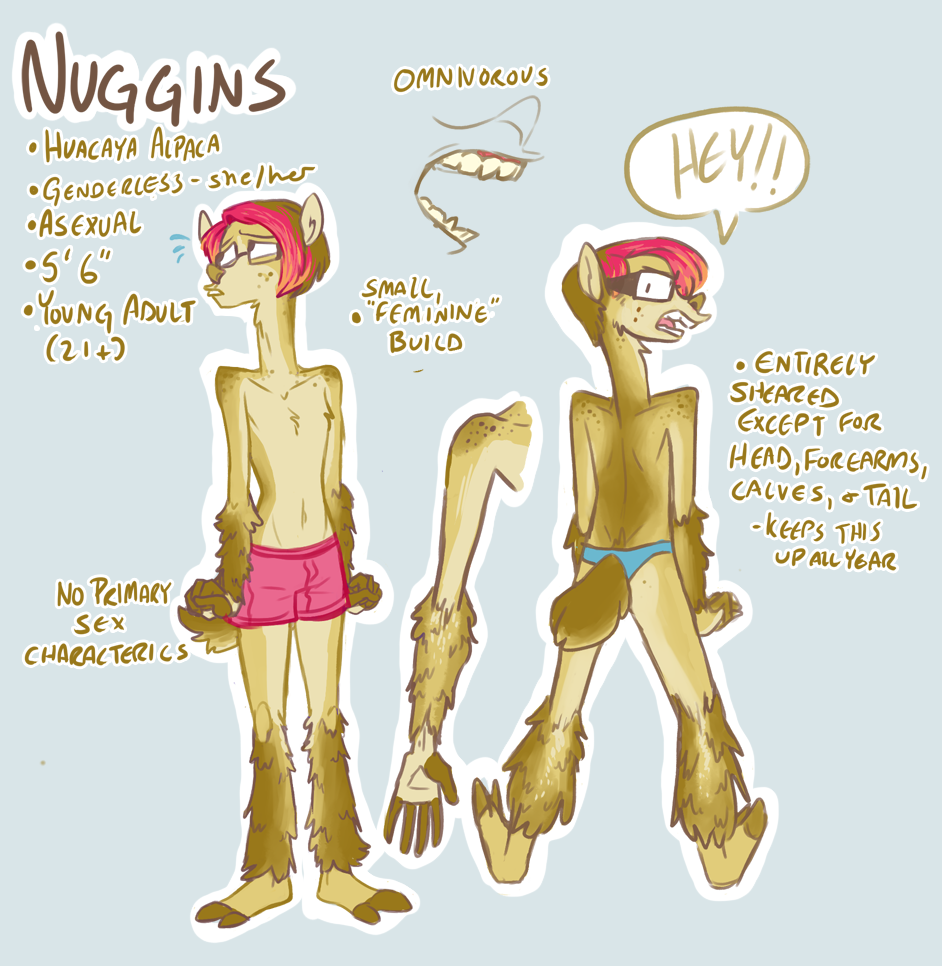 NUGGINS
• HUACAYA ALPACA
• GENDERLESS - she/her
• ASEXUAL
• 5' 6"
• YOUNG ADULT
(21+)
OMNIVOROUS
HEY!!
SMALL,
• "FEMININE"
BUILD
• ENTIRELY
SHEARED
EXCEPT FOR
HEAD, FOREARMS,
CALVES, & TAIL
- KEEPS THIS
UP ALL YEAR
NO PRIMARY
SEX
CHARACTERICS